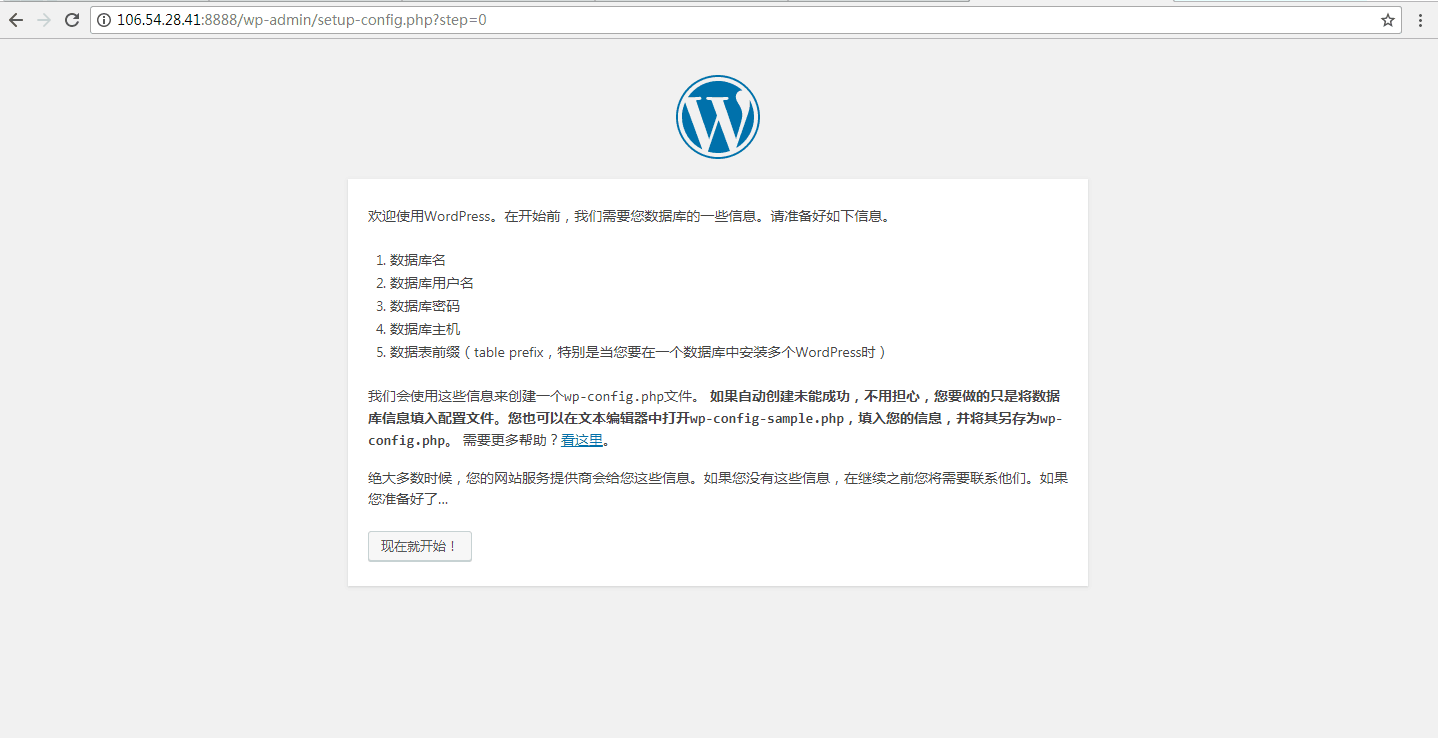 106.54.28.41:8888/wp-admin/setup-config.php?step=0
欢迎使用WordPress。在开始前，我们需要您数据库的一些信息。请准备好如下信息。
1. 数据库名
2. 数据库用户名
3. 数据库密码
4. 数据库主机
5. 数据表前缀（table prefix，特别是当您要在一个数据库中安装多个WordPress时）
我们会使用这些信息来创建一个wp-config.php文件。 如果自动创建未能成功，不用担心，您要做的只是将数据
库信息填入配置文件。您也可以在文本编辑器中打开wp-config-sample.php，填入您的信息，并将其另存为wp-
config.php。 需要更多帮助？看这里。
绝大多数时候，您的网站服务提供商会给您这些信息。如果您没有这些信息，在继续之前您将需要联系他们。如果
您准备好了…
现在就开始！